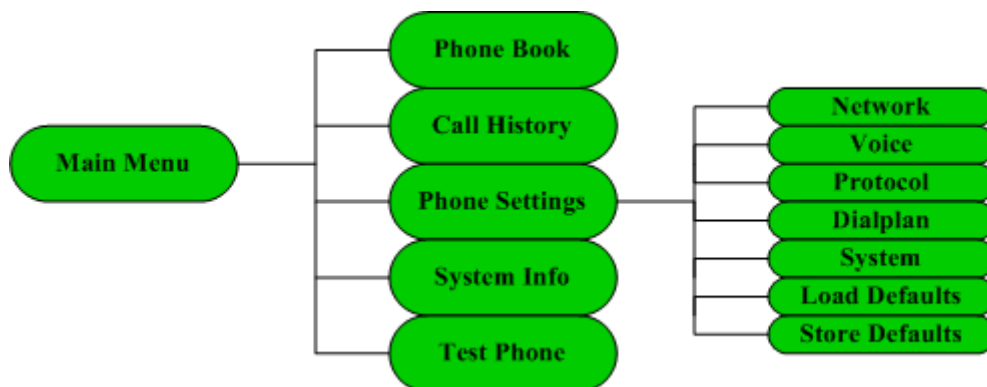 Main Menu
Phone Book
Call History
Phone Settings
System Info
Test Phone
Network
Voice
Protocol
Dialplan
System
Load Defaults
Store Defaults